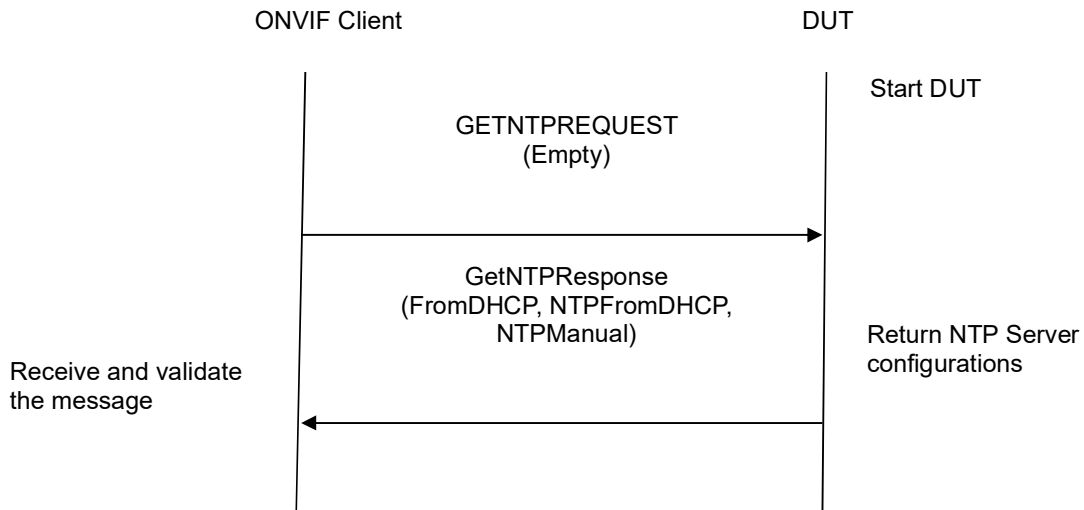 ONVIF Client
DUT
Start DUT
GETNTPREQUEST
(Empty)
GetNTPResponse
(FromDHCP, NTPFromDHCP,
NTPManual)
Return NTP Server
configurations
Receive and validate
the message